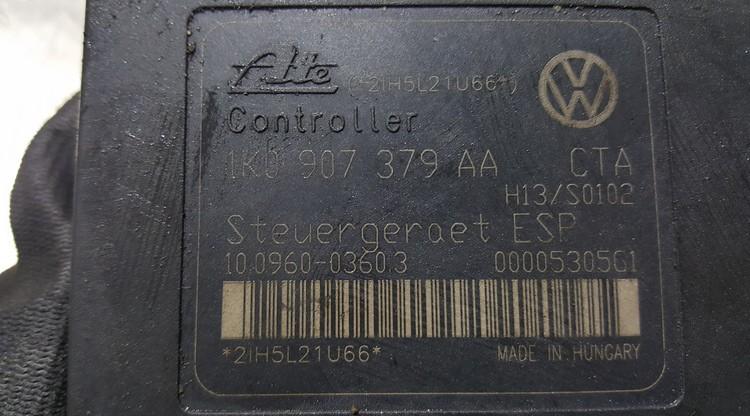 Ate (*2IH5L21U66*)
Controller
1K0 907 379 AA CTA
H13/S0102
Steuergeraet ESP
10.0960-0360.3 00005305G1
*2IH5L21U66* MADE IN HUNGARY